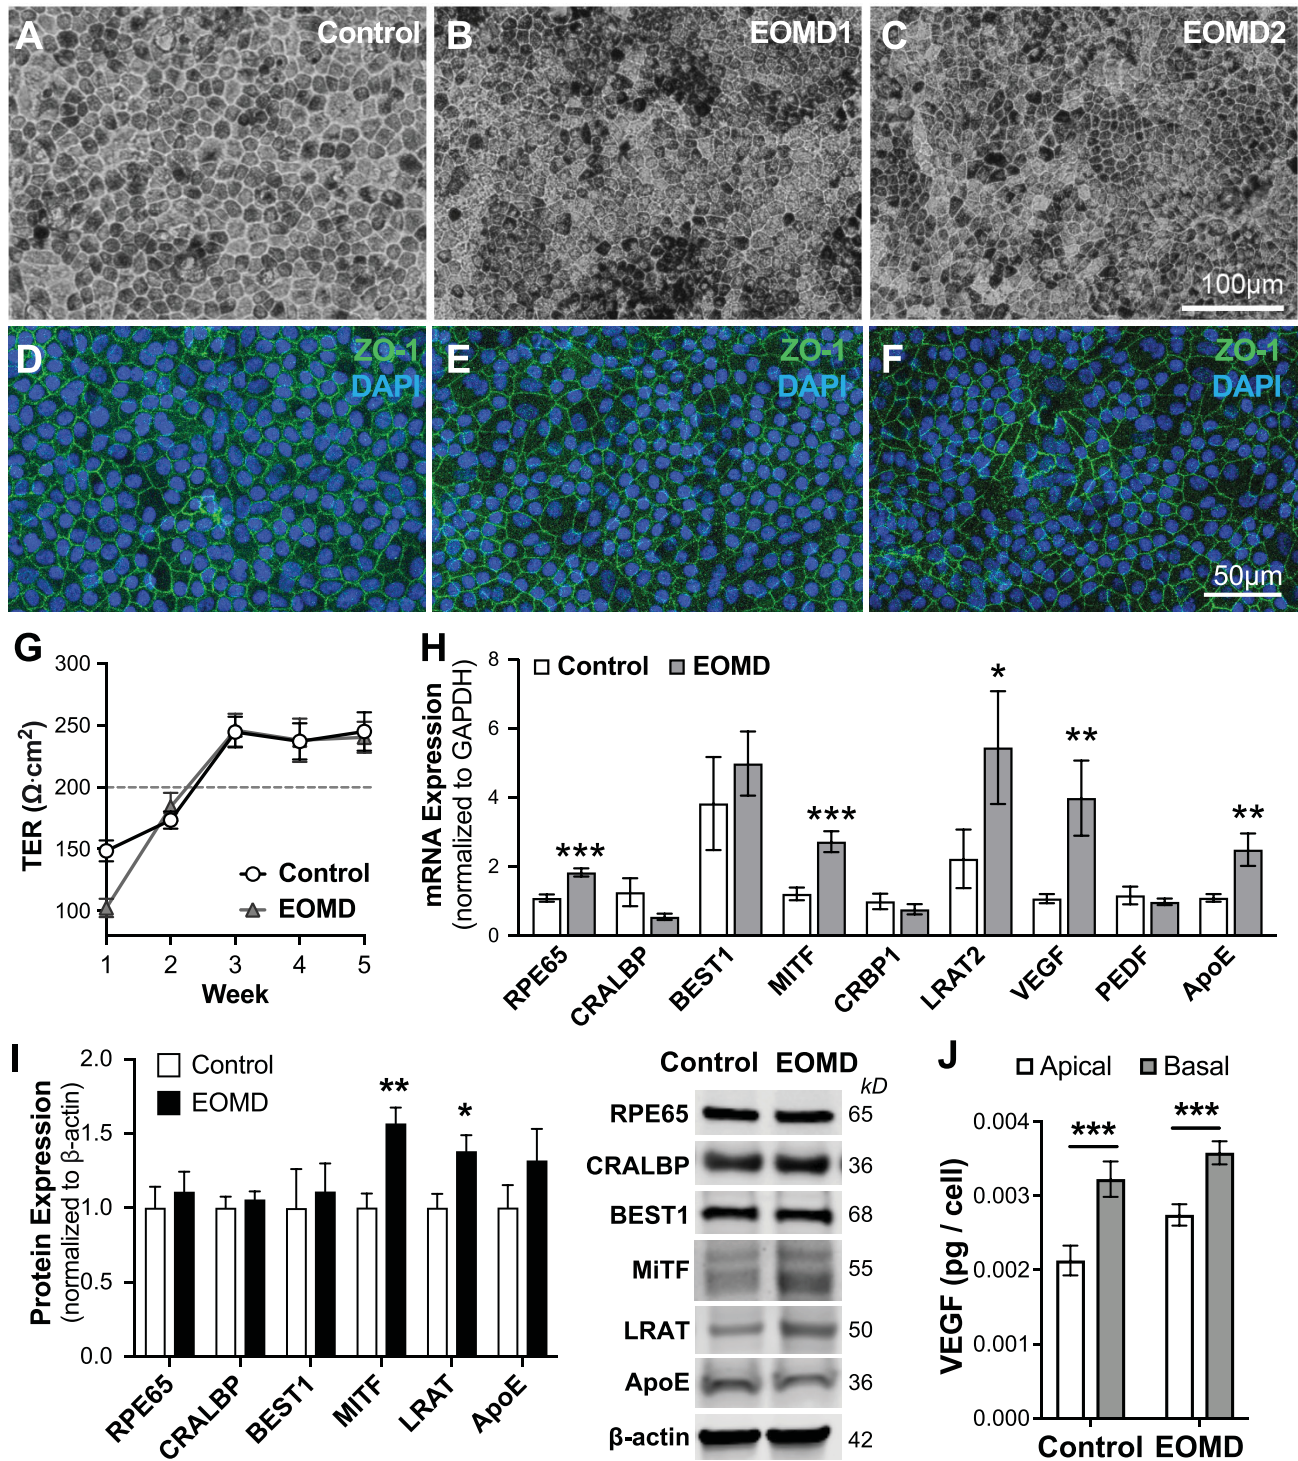 A Control B EOMD1 C EOMD2
100µm
D ZO-1 E ZO-1 F ZO-1
DAPI DAPI DAPI
50µm
G
300
250
200
150
100
TER (Ω·cm²)
Control
EOMD
1 2 3 4 5
Week
H
Control EOMD
mRNA Expression
(normalized to GAPDH)
8
6
4
2
0
*** *** * ** **
RPE65 CRALBP BEST1 MITF CRBP1 LRAT2 VEGF PEDF ApoE
I
Protein Expression
(normalized to β-actin)
2.0
1.5
1.0
0.5
0.0
Control
EOMD
** *
RPE65 CRALBP BEST1 MITF LRAT ApoE
Control EOMD
kD
RPE65 65
CRALBP 36
BEST1 68
MiTF 55
LRAT 50
ApoE 36
β-actin 42
J
Apical Basal
VEGF (pg / cell)
0.004
0.003
0.002
0.001
0.000
*** ***
Control EOMD